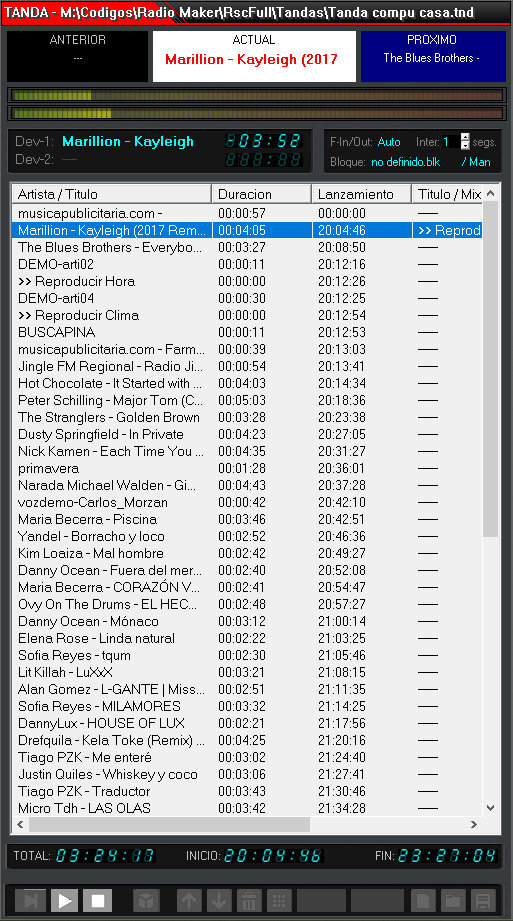 TANDA - M:\Codigos\Radio Maker\RscFull\Tandas\Tanda compu casa.tnd
ANTERIOR ACTUAL PROXIMO
--- Marillion - Kayleigh (2017 The Blues Brothers -
Dev-1: Marillion - Kayleigh -03:52 F-In/Out: Auto Inter: 1 segs.
Dev-2: --- Bloque: no definido.blk / Man
Artista / Titulo Duracion Lanzamiento Titulo / Mix
musicapublicitaria.com - 00:00:57 00:00:00 ---
Marillion - Kayleigh (2017 Rem... 00:04:05 20:04:46 >> Reprod
The Blues Brothers - Everybo... 00:03:27 20:08:50 ---
DEMO-arti02 00:00:11 20:12:16 ---
>> Reproducir Hora 00:00:00 20:12:26 ---
DEMO-arti04 00:00:30 20:12:25 ---
>> Reproducir Clima 00:00:00 20:12:54 ---
BUSCAPINA 00:00:11 20:12:53 ---
musicapublicitaria.com - Farm... 00:00:39 20:13:03 ---
Jingle FM Regional - Radio Ji... 00:00:54 20:13:41 ---
Hot Chocolate - It Started with ... 00:04:03 20:14:34 ---
Peter Schilling - Major Tom (C... 00:05:03 20:18:36 ---
The Stranglers - Golden Brown 00:03:28 20:23:38 ---
Dusty Springfield - In Private 00:04:23 20:27:05 ---
Nick Kamen - Each Time You ... 00:04:35 20:31:27 ---
primavera 00:01:28 20:36:01 ---
Narada Michael Walden - Gi... 00:04:43 20:37:28 ---
vozdemo-Carlos_Morzan 00:00:42 20:42:10 ---
Maria Becerra - Piscina 00:03:46 20:42:51 ---
Yandel - Borracho y loco 00:02:52 20:46:36 ---
Kim Loaiza - Mal hombre 00:02:42 20:49:27 ---
Danny Ocean - Fuera del mer... 00:02:40 20:52:08 ---
Maria Becerra - CORAZÓN V... 00:02:41 20:54:47 ---
Ovy On The Drums - EL HEC... 00:02:48 20:57:27 ---
Danny Ocean - Mónaco 00:03:12 21:00:14 ---
Elena Rose - Linda natural 00:02:22 21:03:25 ---
Sofia Reyes - tqum 00:02:30 21:05:46 ---
Lit Killah - LuXxX 00:03:21 21:08:15 ---
Alan Gomez - L-GANTE | Miss... 00:02:51 21:11:35 ---
Sofia Reyes - MILAMORES 00:03:32 21:14:25 ---
DannyLux - HOUSE OF LUX 00:02:21 21:17:56 ---
Drefquila - Kela Toke (Remix) ... 00:04:25 21:20:16 ---
Tiago PZK - Me enteré 00:03:02 21:24:40 ---
Justin Quiles - Whiskey y coco 00:03:06 21:27:41 ---
Tiago PZK - Traductor 00:03:43 21:30:46 ---
Micro Tdh - LAS OLAS 00:03:42 21:34:28 ---
TOTAL: 03:24:17 INICIO: 20:04:46 FIN: 23:27:04